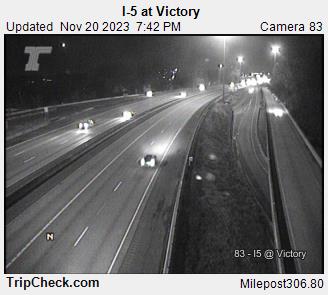 I-5 at Victory
Updated  Nov 20 2023  7:42 PM  Camera 83
T
N
83 - I5 @ Victory
TripCheck.com  Milepost306.80